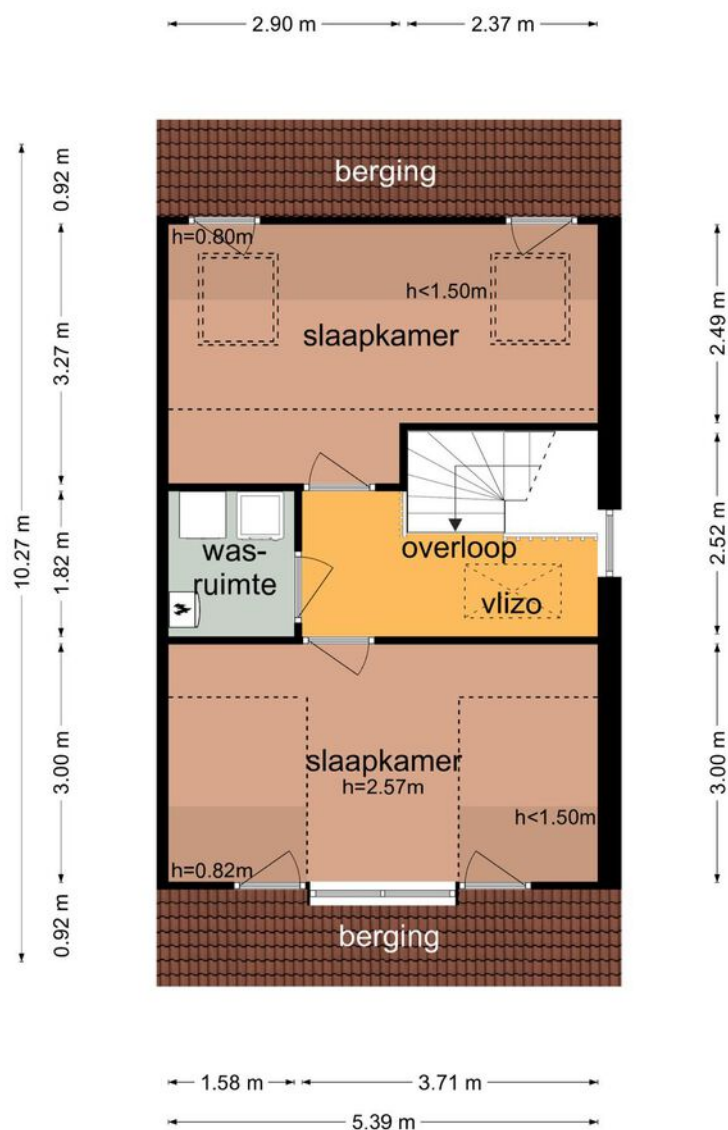 2.90 m
2.37 m
0.92 m
berging
h=0.80m
h<1.50m
3.27 m
slaapkamer
2.49 m
10.27 m
1.82 m
was-
ruimte
overloop
vlizo
2.52 m
3.00 m
slaapkamer
h=2.57m
3.00 m
h<1.50m
h=0.82m
0.92 m
berging
1.58 m
3.71 m
5.39 m